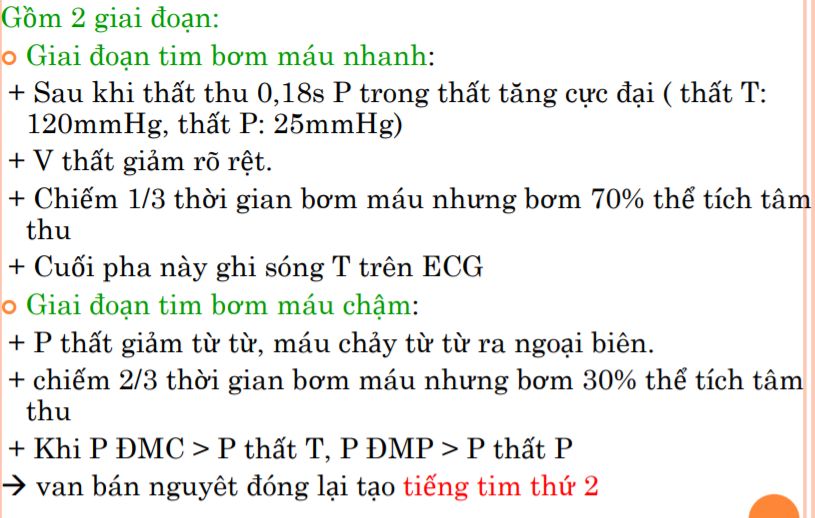 Gồm 2 giai đoạn:
Giai đoạn tim bơm máu nhanh:
+ Sau khi thất thu 0,18s P trong thất tăng cực đại ( thất T:
120mmHg, thất P: 25mmHg)
+ V thất giảm rõ rệt.
+ Chiếm 1/3 thời gian bơm máu nhưng bơm 70% thể tích tâm
thu
+ Cuối pha này ghi sóng T trên ECG
Giai đoạn tim bơm máu chậm:
+ P thất giảm từ từ, máu chảy từ từ ra ngoại biên.
+ chiếm 2/3 thời gian bơm máu nhưng bơm 30% thể tích tâm
thu
+ Khi P ĐMC > P thất T, P ĐMP > P thất P
→ van bán nguyêt đóng lại tạo tiếng tim thứ 2